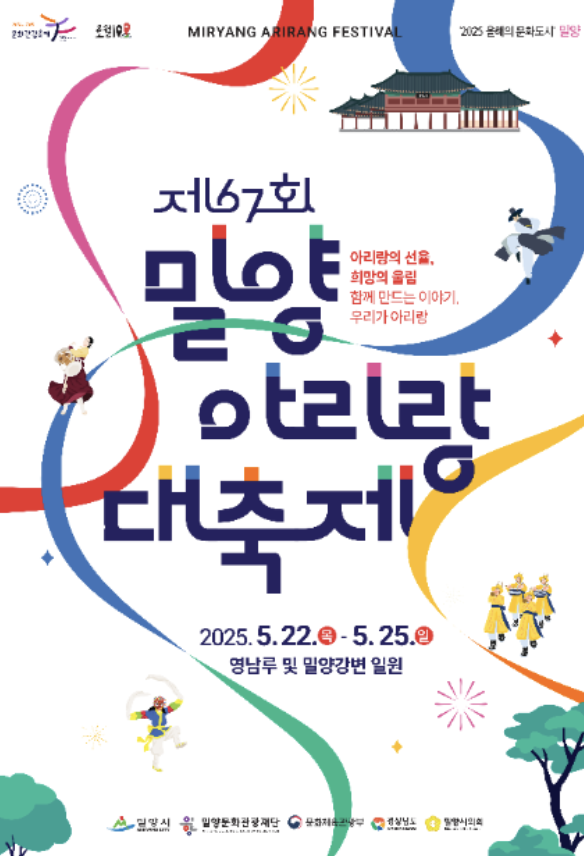 MIRYANG ARIRANG FESTIVAL
'2025 올해의 문화도시' 밀양
제67회
밀양
아리랑
대축제
아리랑의 선율,
희망의 울림
함께 만드는 이야기,
우리가 아리랑
2025. 5. 22. 목 - 5. 25. 일
영남루 및 밀양강변 일원
밀양시
밀양문화관광재단
문화체육관광부
경상남도
밀양시의회